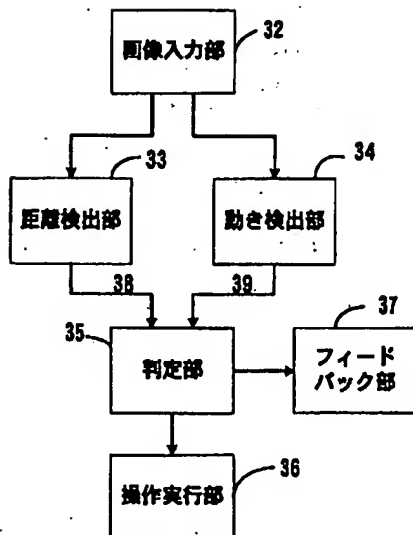 32
画像入力部
33
34
距離検出部
動き検出部
38
39
37
35
判定部
フィード
バック部
36
操作実行部